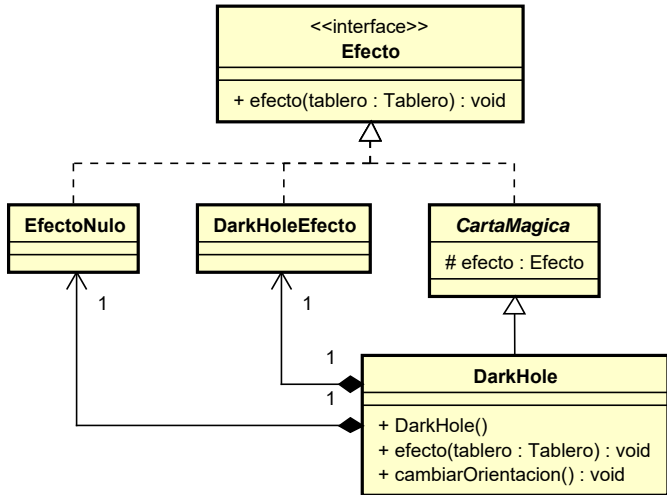 <<interface>>
Efecto
+ efecto(tablero : Tablero) : void
EfectoNulo
DarkHoleEfecto
CartaMagica
# efecto : Efecto
1
1
1
1
DarkHole
+ DarkHole()
+ efecto(tablero : Tablero) : void
+ cambiarOrientacion() : void